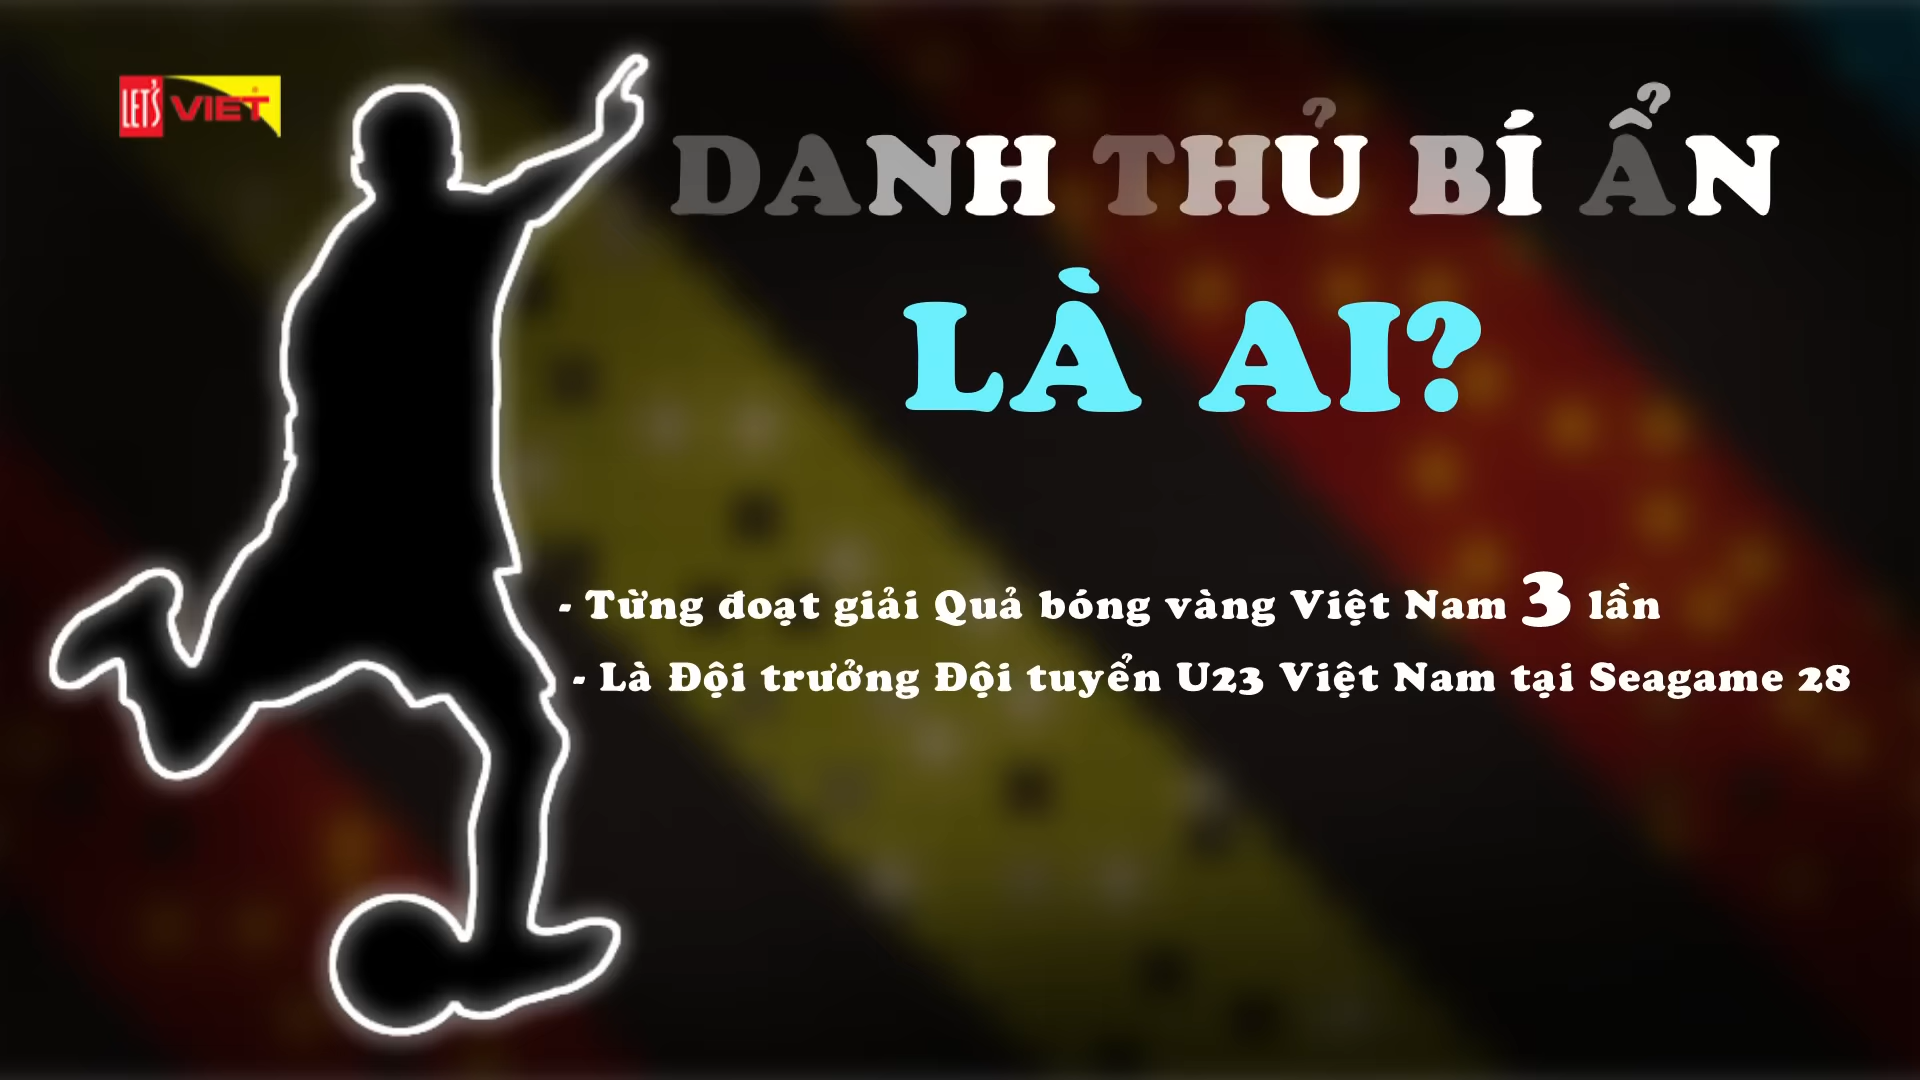 LET'S VIET
DANH THỦ BÍ ẨN
LÀ AI?
- Từng đoạt giải Quả bóng vàng Việt Nam 3 lần
- Là Đội trưởng Đội tuyển U23 Việt Nam tại Seagame 28